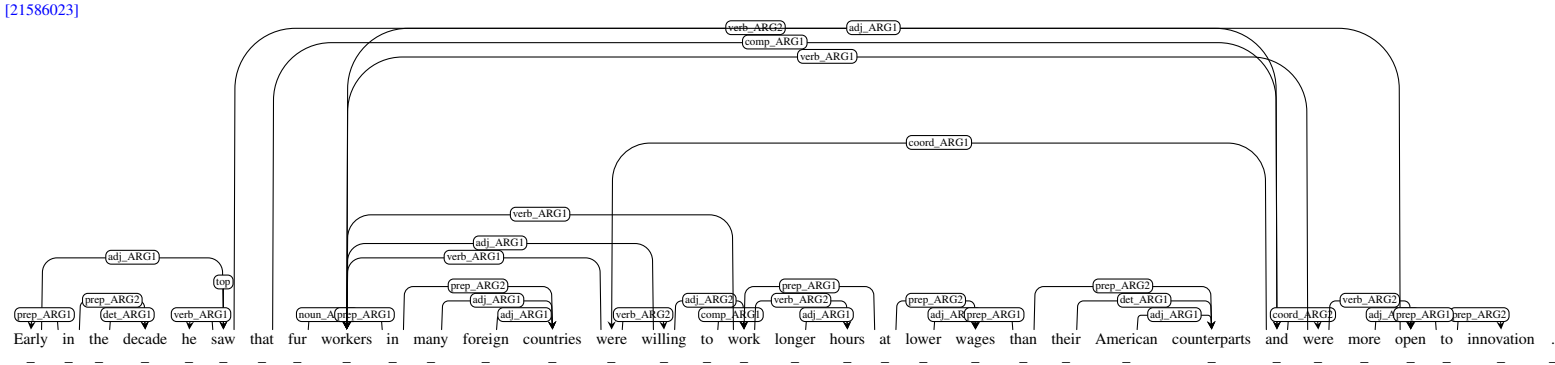 [21586023]
verb_ARG2 adj_ARG1
comp_ARG1
verb_ARG1
coord_ARG1
verb_ARG1
adj_ARG1
adj_ARG1 verb_ARG1
top
prep_ARG2 prep_ARG1 prep_ARG2
prep_ARG2 adj_ARG1 adj_ARG2 verb_ARG2 prep_ARG2 det_ARG1 verb_ARG2
prep_ARG1 det_ARG1 verb_ARG1 prep_ARG1 adj_ARG1 verb_ARG2 comp_ARG1 adj_ARG1 prep_ARG1 adj_ARG1 coord_ARG2 prep_ARG1 prep_ARG2
Early in the decade he saw that fur workers in many foreign countries were willing to work longer hours at lower wages than their American counterparts and were more open to innovation .
_ _ _ _ _ _ _ _ _ _ _ _ _ _ _ _ _ _ _ _ _ _ _ _ _ _ _ _ _ _ _ _ _